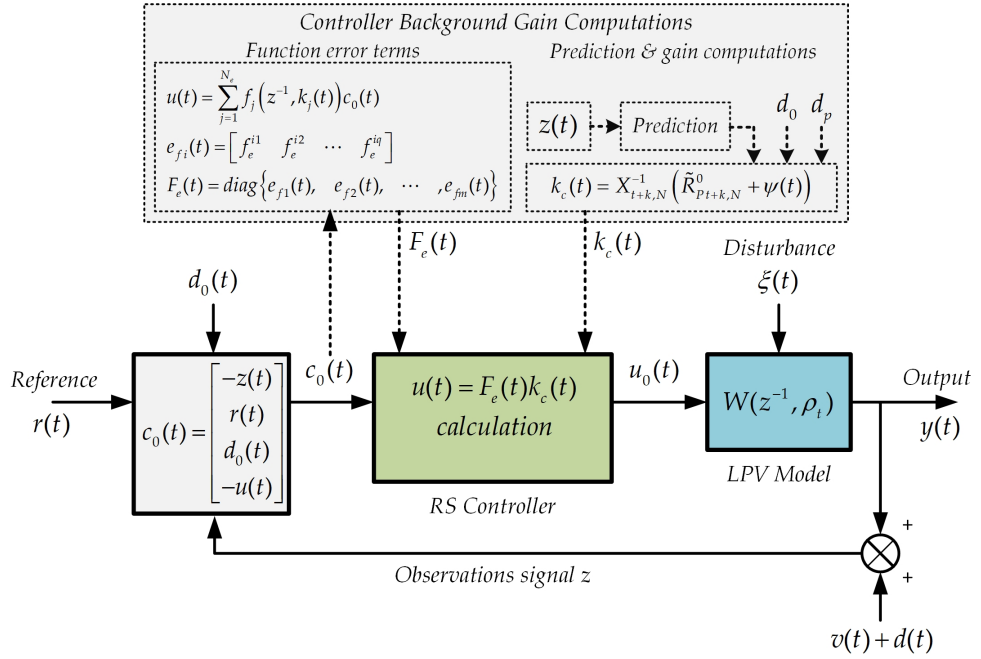 Controller Background Gain Computations
Function error terms
Prediction & gain computations
u(t) = ∑_{j=1}^{N_e} f_j(z^{-1}, k_j(t)) c_0(t)
e_{fi}(t) = [f_e^{i1} f_e^{i2} ⋯ f_e^{iq}]
F_e(t) = diag{e_{f1}(t), e_{f2}(t), ⋯ , e_{fm}(t)}
z(t)
Prediction
d_0
d_p
k_c(t) = X_{t+k,N}^{-1} (R̃_{Pt+k,N}^0 + ψ(t))
F_e(t)
k_c(t)
Disturbance
ξ(t)
d_0(t)
Reference
r(t)
c_0(t) = [−z(t)
r(t)
d_0(t)
−u(t)]
c_0(t)
u(t) = F_e(t)k_c(t)
calculation
RS Controller
u_0(t)
W(z^{-1}, ρ_t)
LPV Model
Output
y(t)
+
+
Observations signal z
v(t) + d(t)